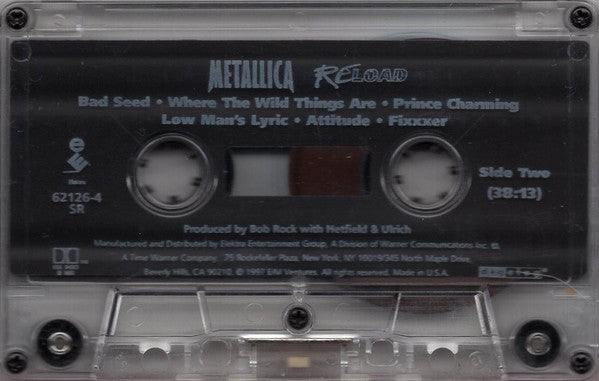 METALLICA RELOAD
Bad Seed • Where The Wild Things Are • Prince Charming
Low Man's Lyric • Attitude • Fixxxer
Side Two
(38:13)
62126-4
SR
Produced by Bob Rock with Hetfield & Ulrich
Manufactured and Distributed by Elektra Entertainment Group, A Division of Warner Communications Inc.
A Time Warner Company. 75 Rockefeller Plaza, New York, NY 10019/345 North Maple Drive,
Beverly Hills, CA 90210. © 1997 E/M Ventures. All rights reserved. Made in U.S.A.